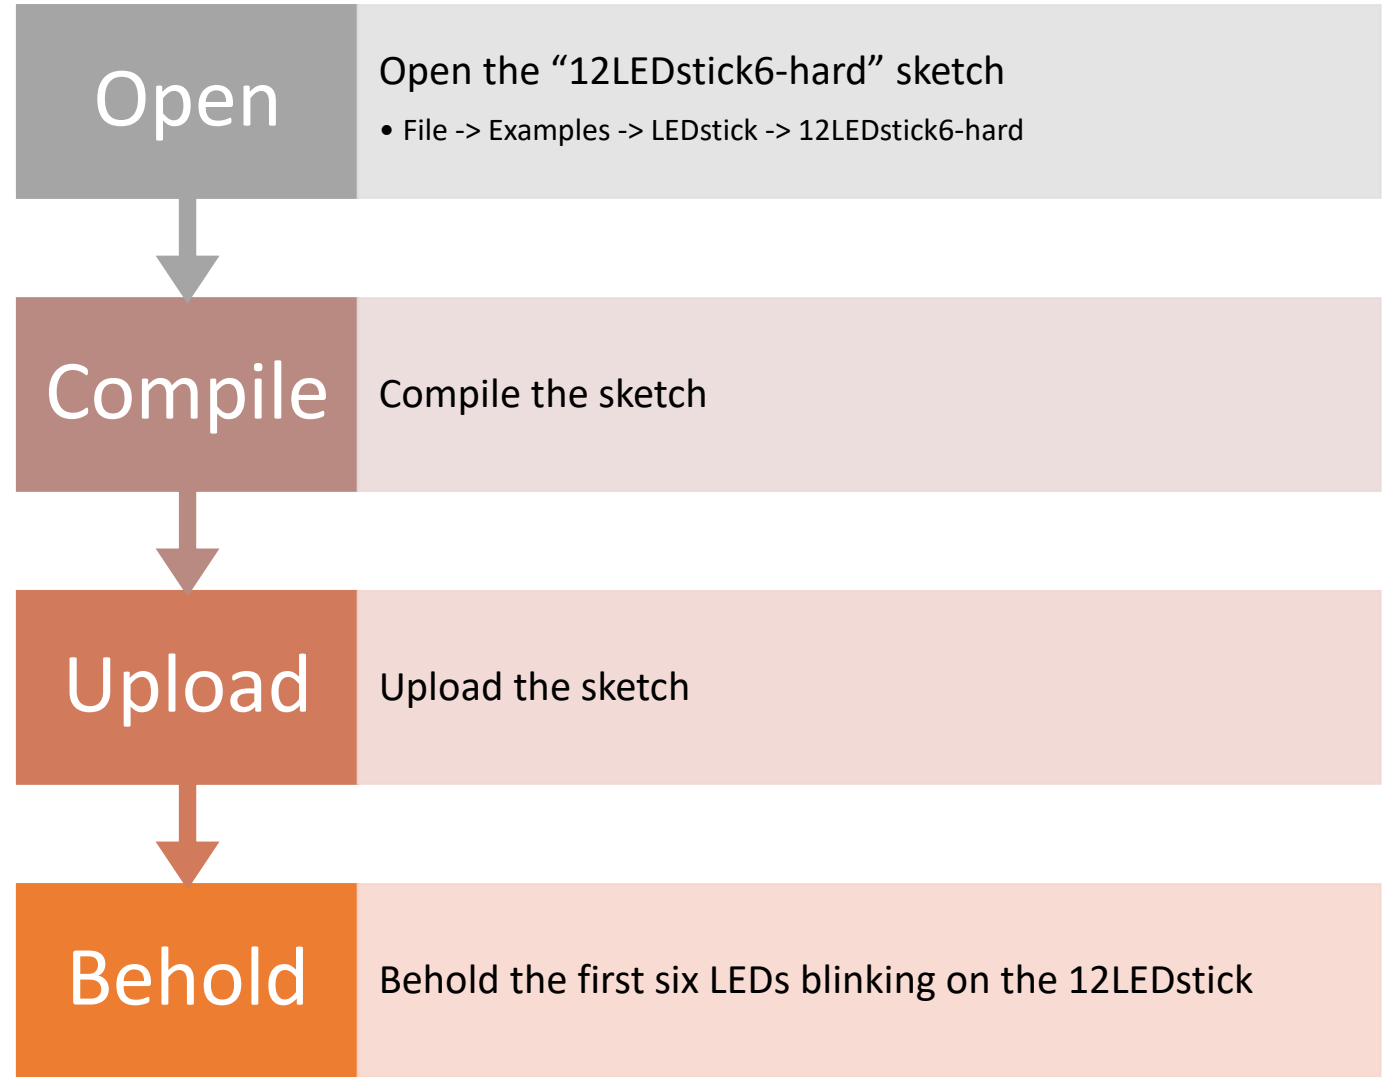 Open
Open the “12LEDstick6-hard” sketch
• File -> Examples -> LEDstick -> 12LEDstick6-hard
Compile
Compile the sketch
Upload
Upload the sketch
Behold
Behold the first six LEDs blinking on the 12LEDstick